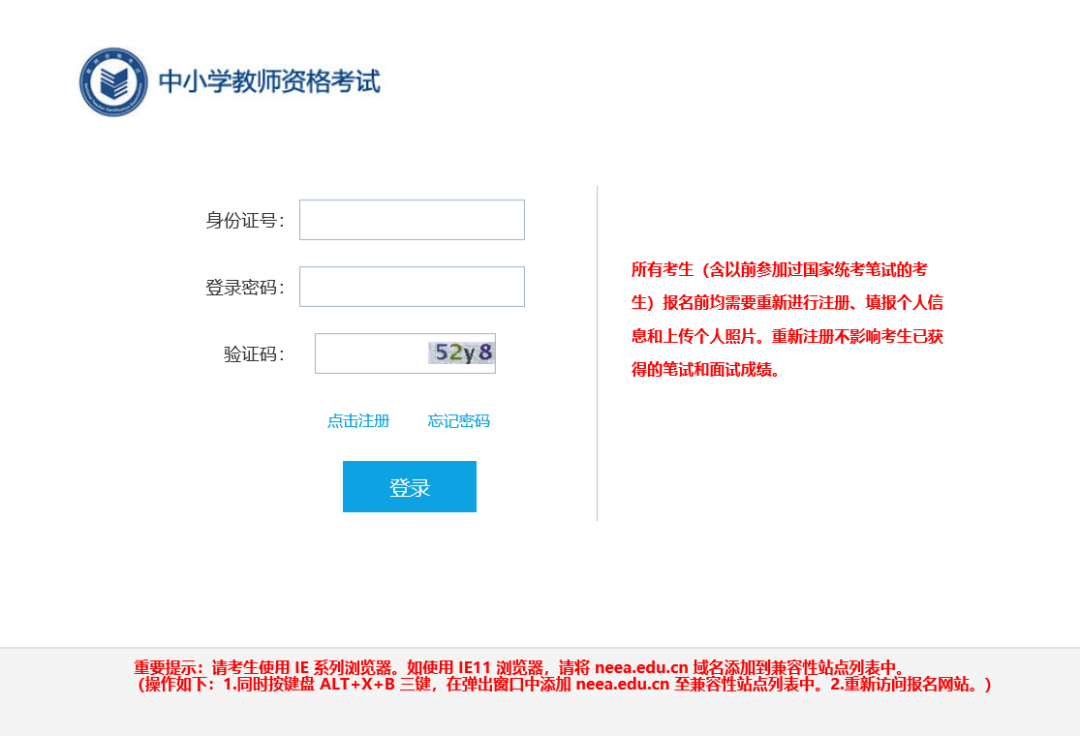 中小学教师资格考试
身份证号：
登录密码：
验证码：
52y8
点击注册 忘记密码
登录
所有考生（含以前参加过国家统考笔试的考
生）报名前均需要重新进行注册、填报个人信
息和上传个人照片。重新注册不影响考生已获
得的笔试和面试成绩。
重要提示：请考生使用 IE 系列浏览器。如使用 IE11 浏览器，请将 neea.edu.cn 域名添加到兼容性站点列表中。
（操作如下：1.同时按键盘 ALT+X+B 三键，在弹出窗口中添加 neea.edu.cn 至兼容性站点列表中。2.重新访问报名网站。）